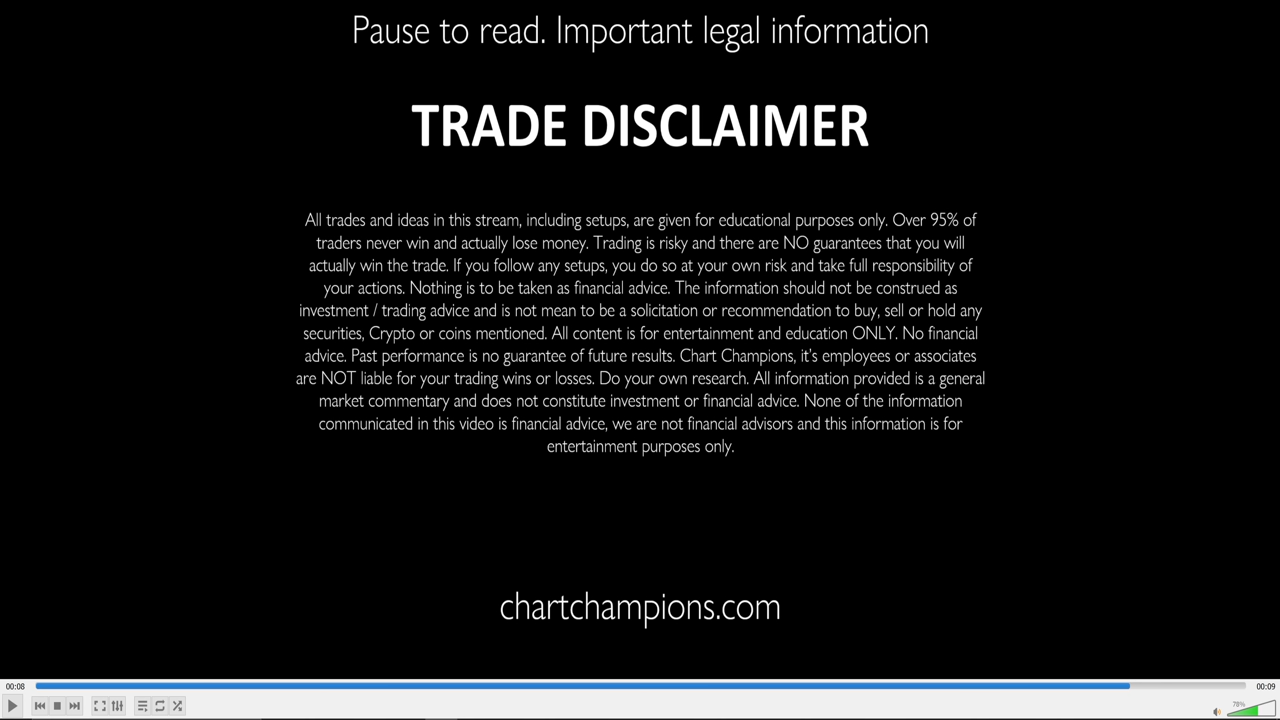 Pause to read. Important legal information
TRADE DISCLAIMER
All trades and ideas in this stream, including setups, are given for educational purposes only. Over 95% of
traders never win and actually lose money. Trading is risky and there are NO guarantees that you will
actually win the trade. If you follow any setups, you do so at your own risk and take full responsibility of
your actions. Nothing is to be taken as financial advice. The information should not be construed as
investment / trading advice and is not mean to be a solicitation or recommendation to buy, sell or hold any
securities, Crypto or coins mentioned. All content is for entertainment and education ONLY. No financial
advice. Past performance is no guarantee of future results. Chart Champions, it's employees or associates
are NOT liable for your trading wins or losses. Do your own research. All information provided is a general
market commentary and does not constitute investment or financial advice. None of the information
communicated in this video is financial advice, we are not financial advisors and this information is for
entertainment purposes only.
chartchampions.com
00:08
00:09
70%